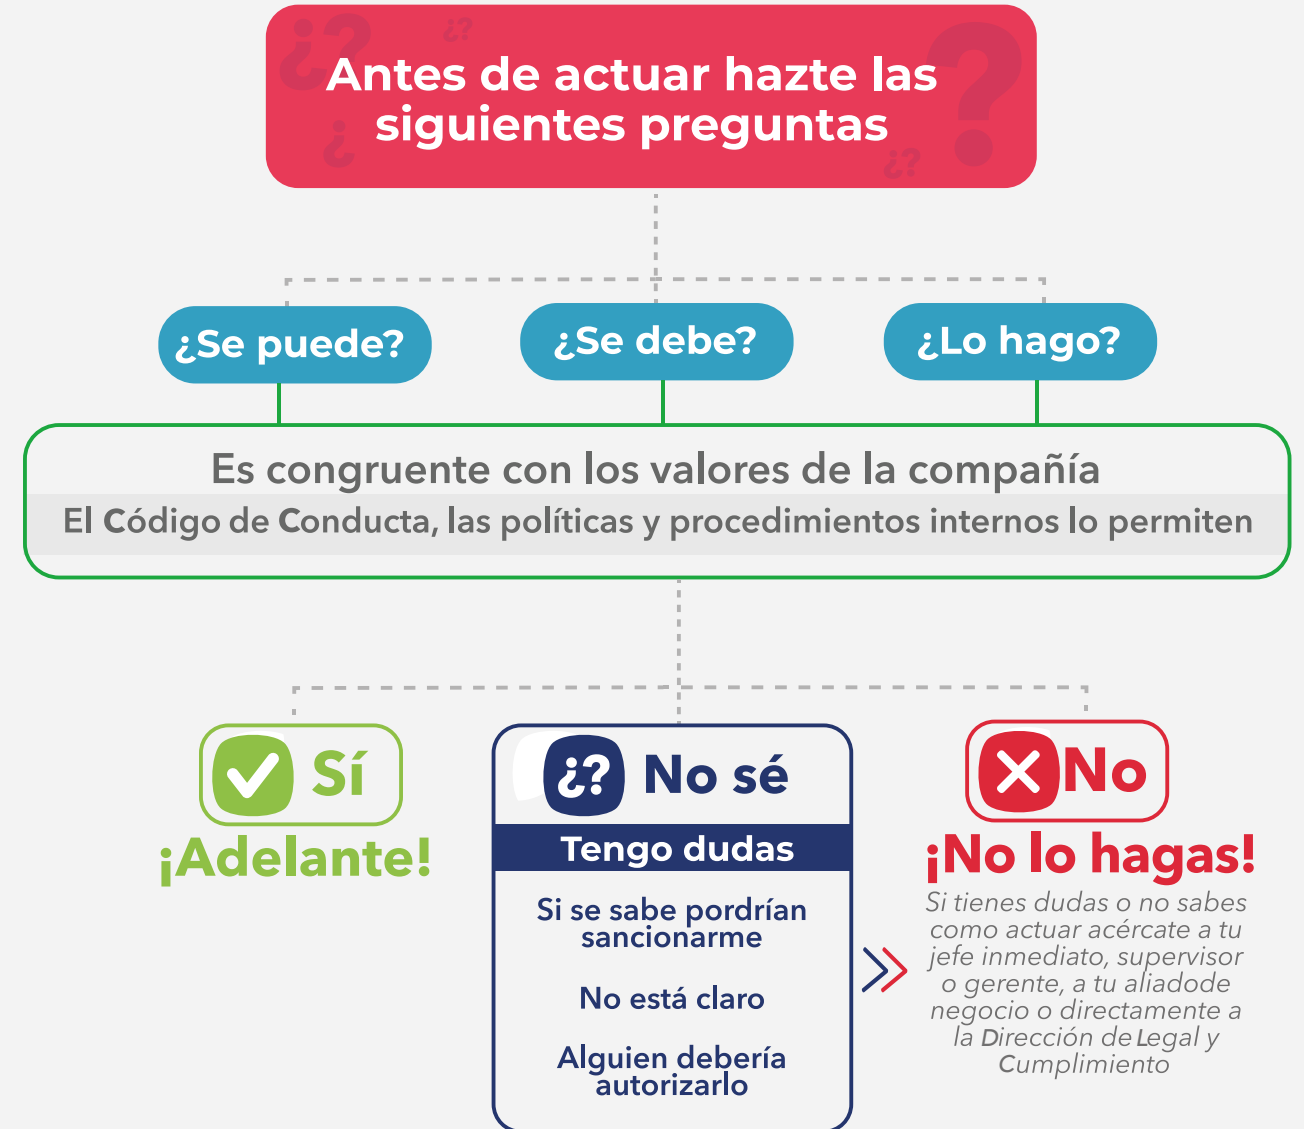 ¿?
¿?
Antes de actuar hazte las
siguientes preguntas
¿
¿?
?
¿Se puede?
¿Se debe?
¿Lo hago?
Es congruente con los valores de la compañía
El Código de Conducta, las políticas y procedimientos internos lo permiten
Sí
¡Adelante!
¿? No sé
Tengo dudas
Si se sabe pordrían
sancionarme
No está claro
Alguien debería
autorizarlo
No
¡No lo hagas!
Si tienes dudas o no sabes
como actuar acércate a tu
jefe inmediato, supervisor
o gerente, a tu aliadode
negocio o directamente a
la Dirección de Legal y
Cumplimiento